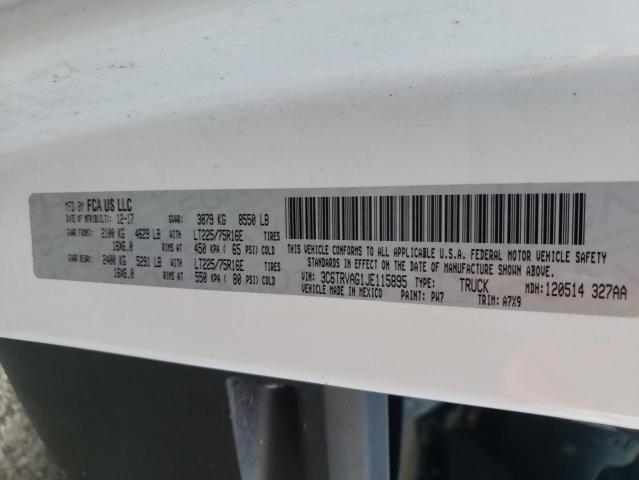 MFD BY FCA US LLC
DATE OF MFR(BUILT): 12-17 GVWR: 3879 KG 8550 LB
GAWR FRONT: 2100 KG 4629 LB WITH LT225/75R16E TIRES
16X6.0 RIMS AT 450 KPA ( 65 PSI) COLD
GAWR REAR: 2400 KG 5291 LB WITH LT225/75R16E TIRES
16X6.0 RIMS AT 550 KPA ( 80 PSI) COLD
THIS VEHICLE CONFORMS TO ALL APPLICABLE U.S.A. FEDERAL MOTOR VEHICLE SAFETY
STANDARDS IN EFFECT ON THE DATE OF MANUFACTURE SHOWN ABOVE.
VIN: 3C6TRVAG1JE115895 TYPE: TRUCK MDH: 120514 327AA
VEHICLE MADE IN MEXICO PAINT: PW7 TRIM: A7X9